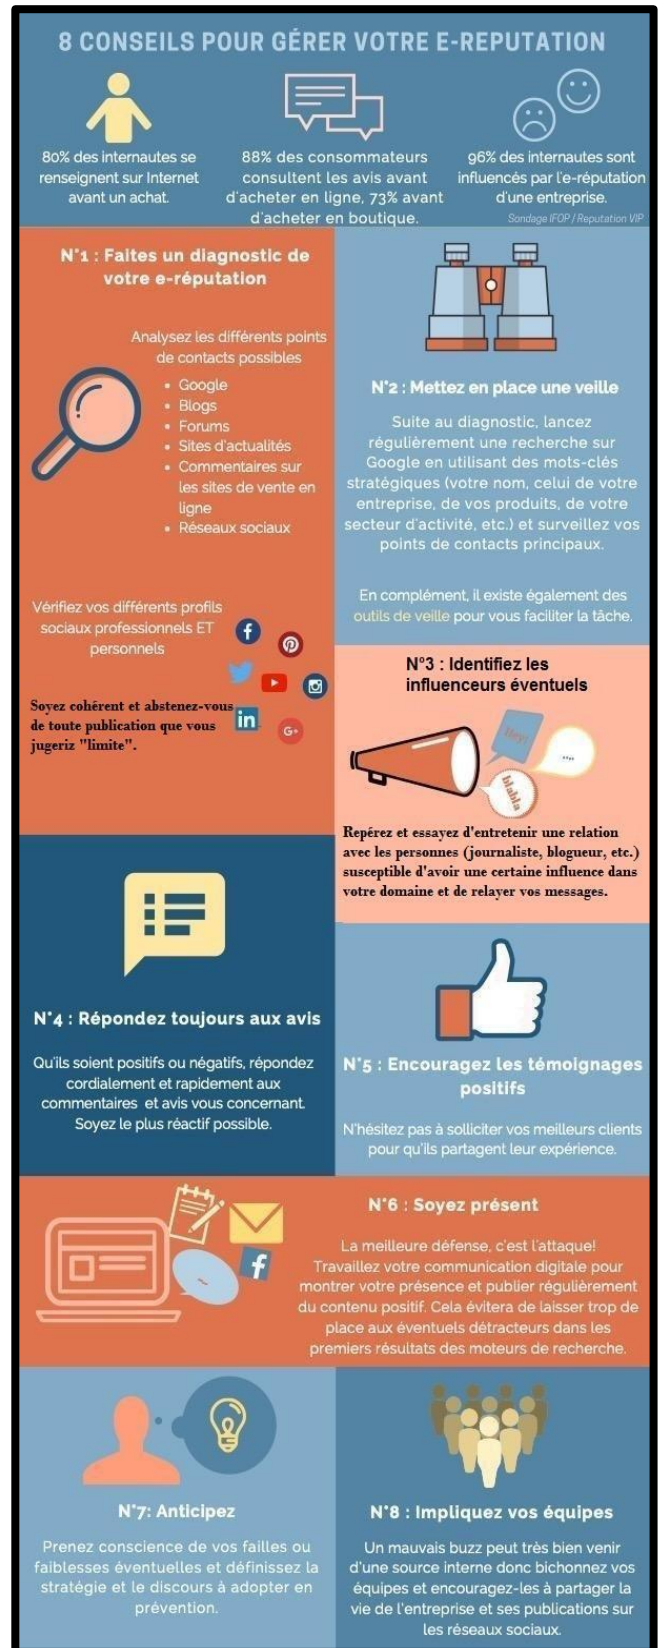 8 CONSEILS POUR GÉRER VOTRE E-REPUTATION
80% des internautes se
renseignent sur Internet
avant un achat.
88% des consommateurs
consultent les avis avant
d'acheter en ligne, 73% avant
d'acheter en boutique.
96% des internautes sont
influencés par l'e-réputation
d'une entreprise.
Sondage IFOP / Reputation VIP
N°1 : Faites un diagnostic de
votre e-réputation
Analysez les différents points
de contacts possibles
• Google
• Blogs
• Forums
• Sites d'actualités
• Commentaires sur
les sites de vente en
ligne
• Réseaux sociaux
Vérifiez vos différents profils
sociaux professionnels ET
personnels
Soyez cohérent et abstenez-vous
de toute publication que vous
jugeriz "limite".
f
in
G+
N°2 : Mettez en place une veille
Suite au diagnostic, lancez
régulièrement une recherche sur
Google en utilisant des mots-clés
stratégiques (votre nom, celui de votre
entreprise, de vos produits, de votre
secteur d'activité, etc.) et surveillez vos
points de contacts principaux.
En complément, il existe également des
outils de veille pour vous faciliter la tâche.
N°3 : Identifiez les
influenceurs éventuels
Hey!
....
blabla
Repérez et essayez d'entretenir une relation
avec les personnes (journaliste, blogueur, etc.)
susceptible d'avoir une certaine influence dans
votre domaine et de relayer vos messages.
N°4 : Répondez toujours aux avis
Qu'ils soient positifs ou négatifs, répondez
cordialement et rapidement aux
commentaires et avis vous concernant.
Soyez le plus réactif possible.
N°5 : Encouragez les témoignages
positifs
N'hésitez pas à solliciter vos meilleurs clients
pour qu'ils partagent leur expérience.
N°6 : Soyez présent
La meilleure défense, c'est l'attaque!
Travaillez votre communication digitale pour
montrer votre présence et publier régulièrement
du contenu positif. Cela évitera de laisser trop de
place aux éventuels détracteurs dans les
premiers résultats des moteurs de recherche.
f
N°7: Anticipez
Prenez conscience de vos failles ou
faiblesses éventuelles et définissez la
stratégie et le discours à adopter en
prévention.
N°8 : Impliquez vos équipes
Un mauvais buzz peut très bien venir
d'une source interne donc bichonnez vos
équipes et encouragez-les à partager la
vie de l'entreprise et ses publications sur
les réseaux sociaux.